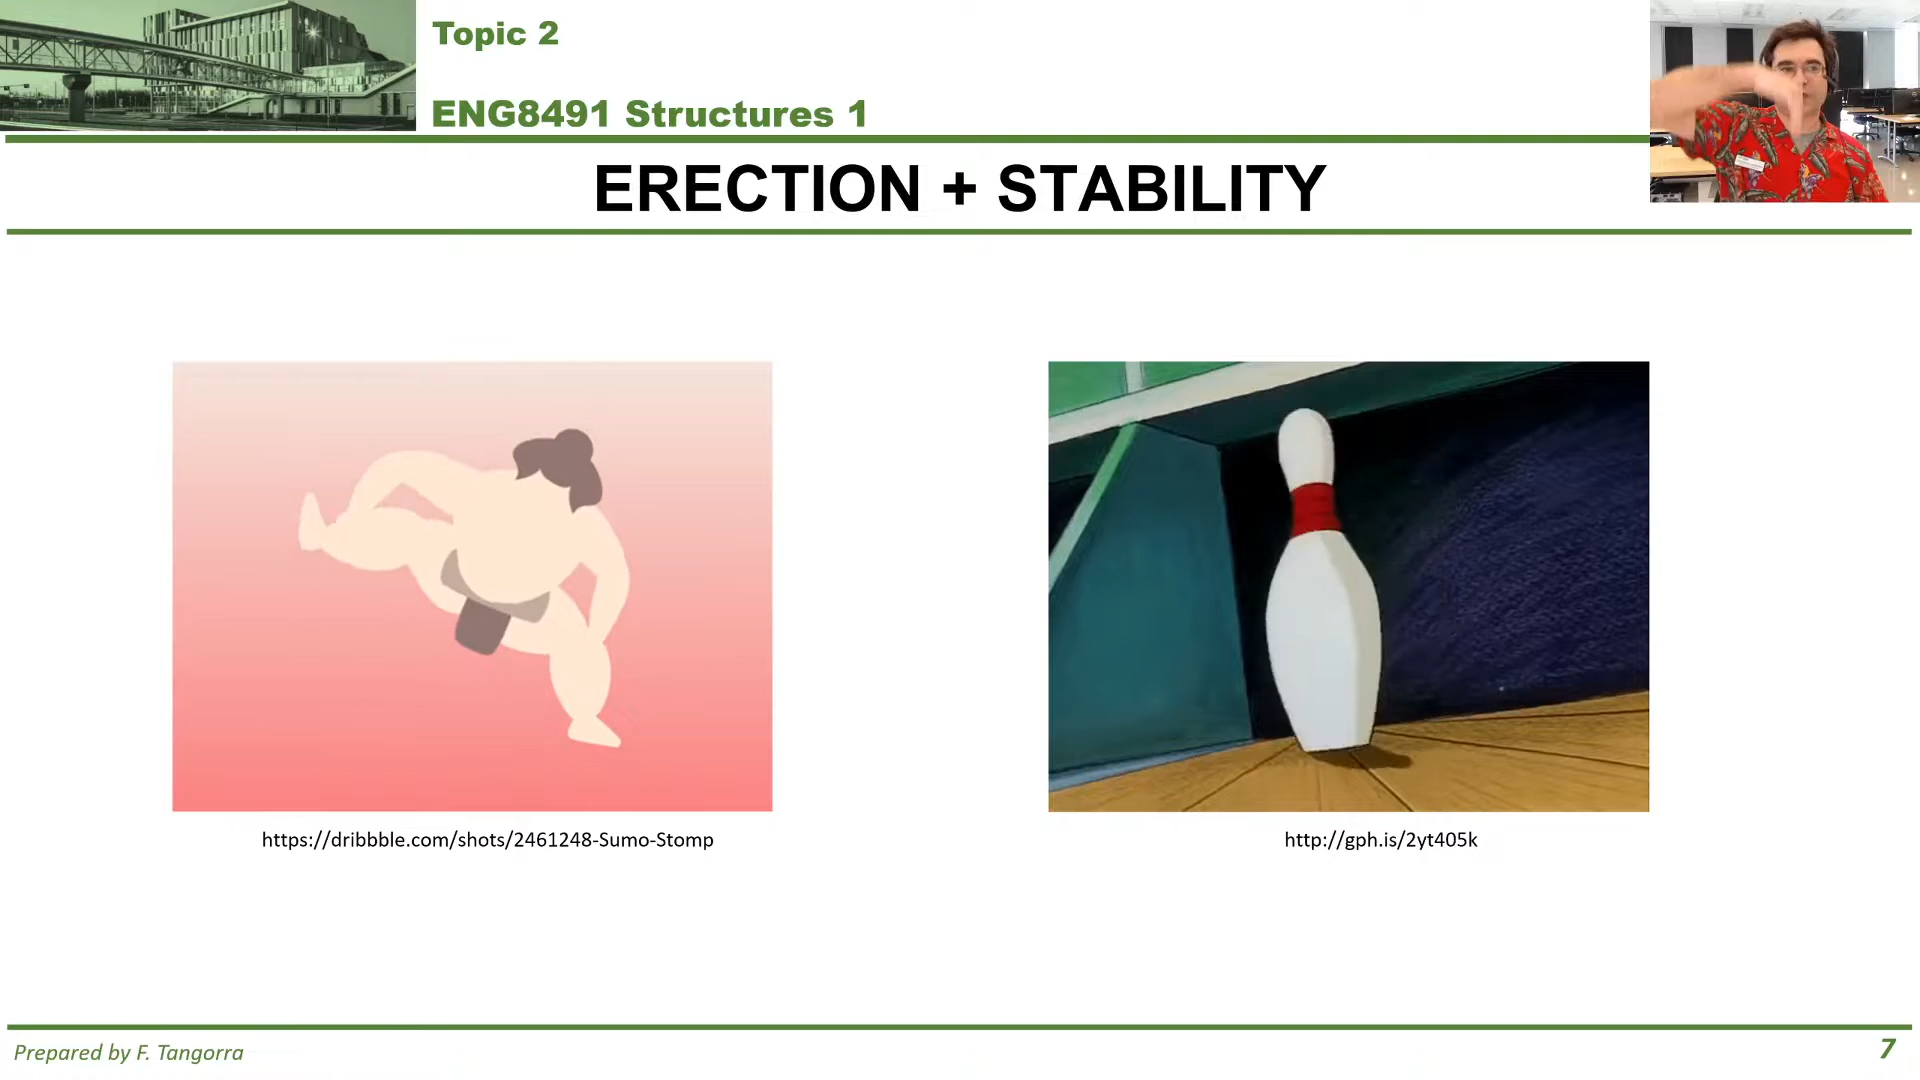 Topic 2
ENG8491 Structures 1
ERECTION + STABILITY
https://dribbble.com/shots/2461248-Sumo-Stomp
http://gph.is/2yt405k
Prepared by F. Tangorra
7